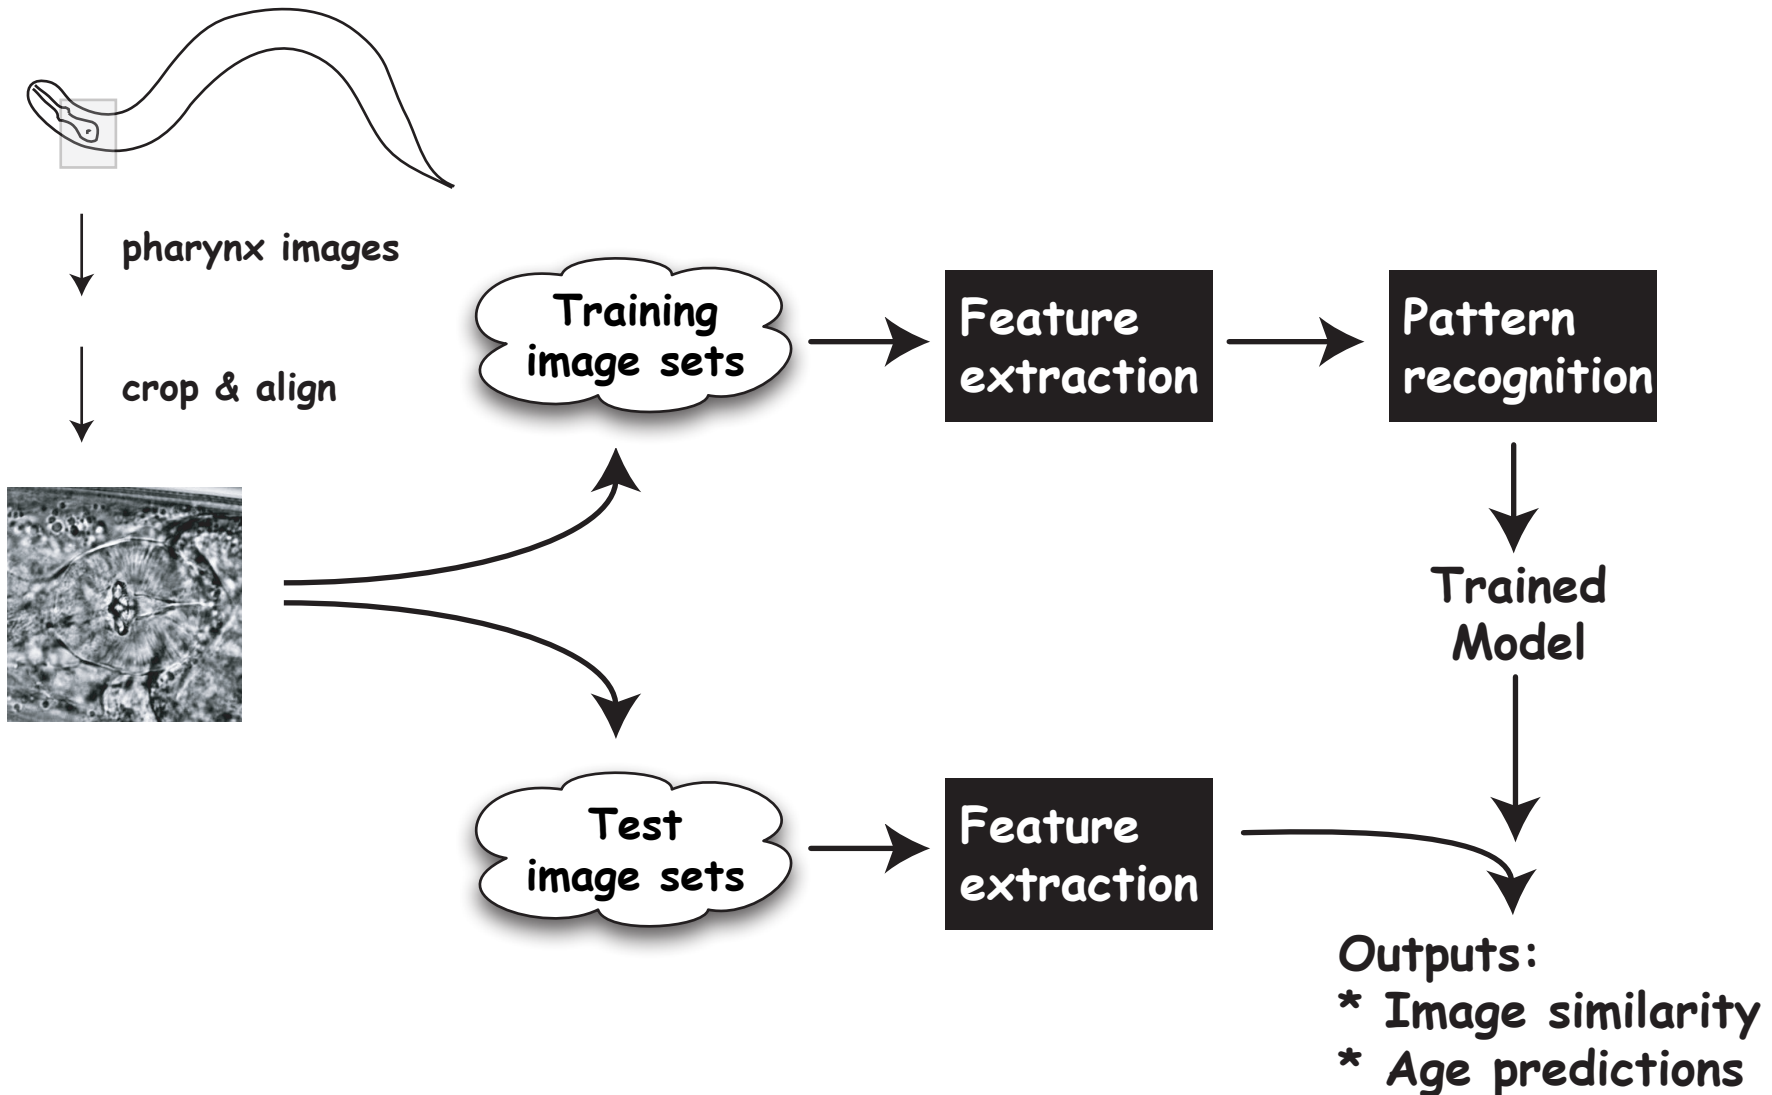 pharynx images
crop & align
Training
image sets
Feature
extraction
Pattern
recognition
Trained
Model
Test
image sets
Feature
extraction
Outputs:
* Image similarity
* Age predictions